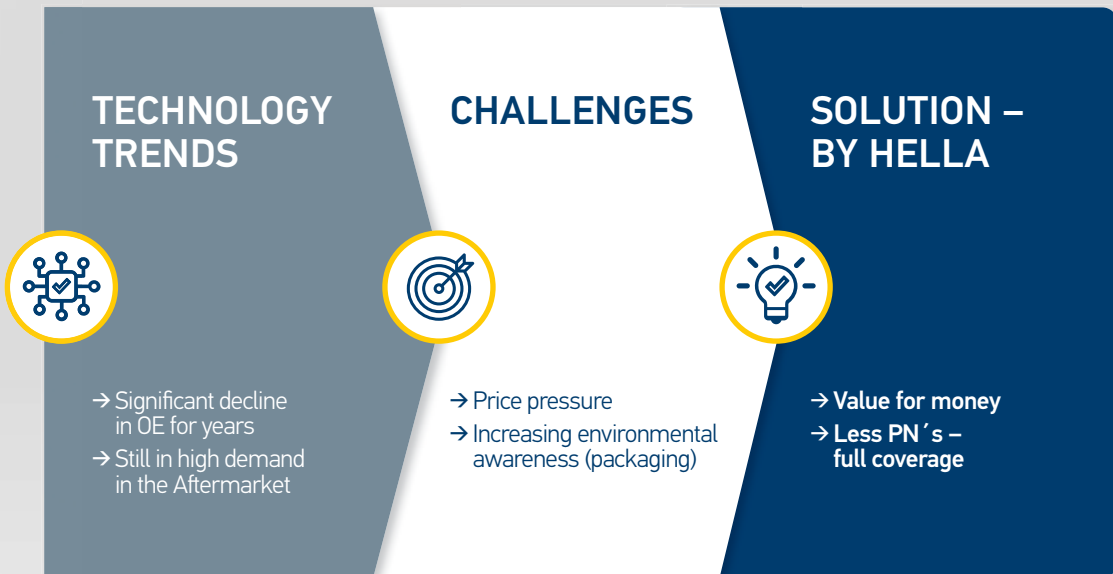 TECHNOLOGY
TRENDS
→ Significant decline
in OE for years
→ Still in high demand
in the Aftermarket
CHALLENGES
→ Price pressure
→ Increasing environmental
awareness (packaging)
SOLUTION –
BY HELLA
→ Value for money
→ Less PN´s –
full coverage